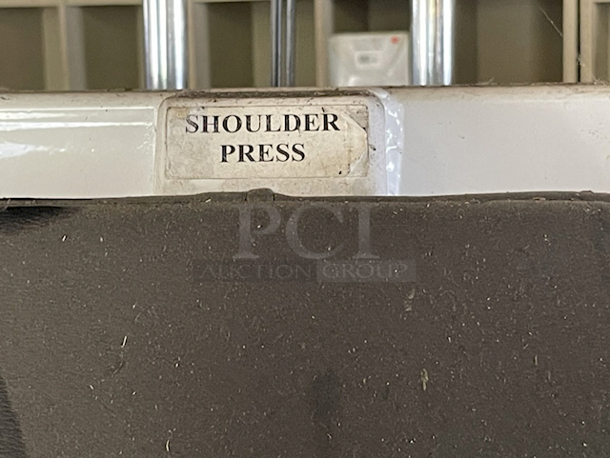 SHOULDER
PRESS
PCI
AUCTION GROUP